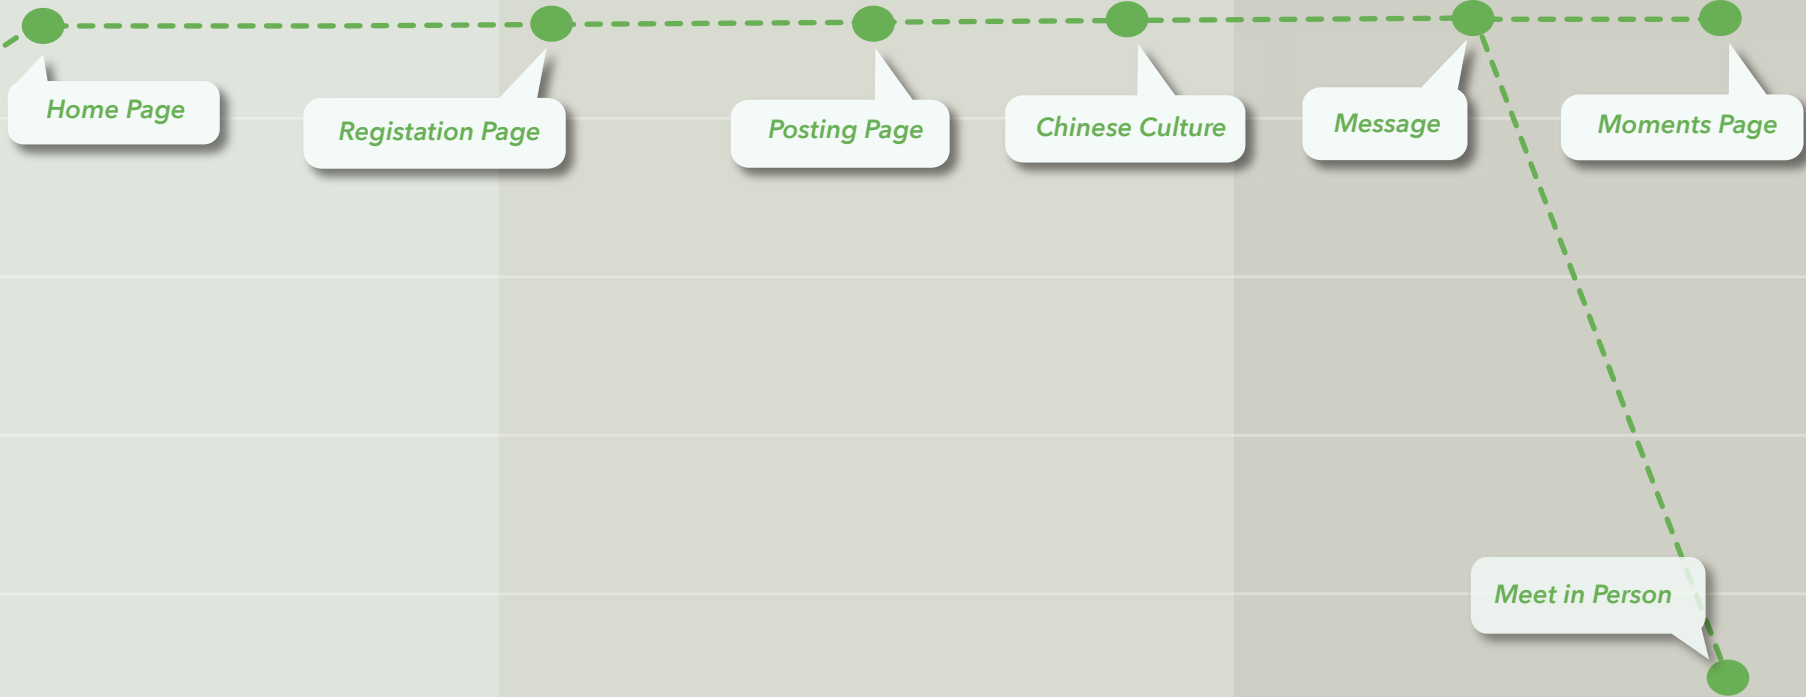 Home Page
Registation Page
Posting Page
Chinese Culture
Message
Moments Page
Meet in Person